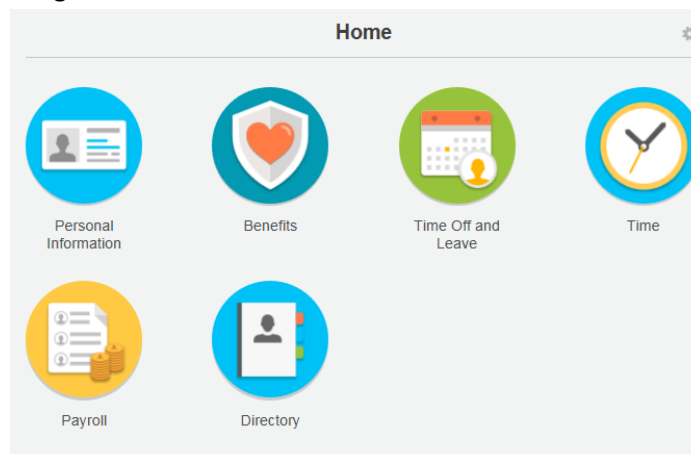 Home
Personal
Information
Benefits
Time Off and
Leave
Time
Payroll
Directory